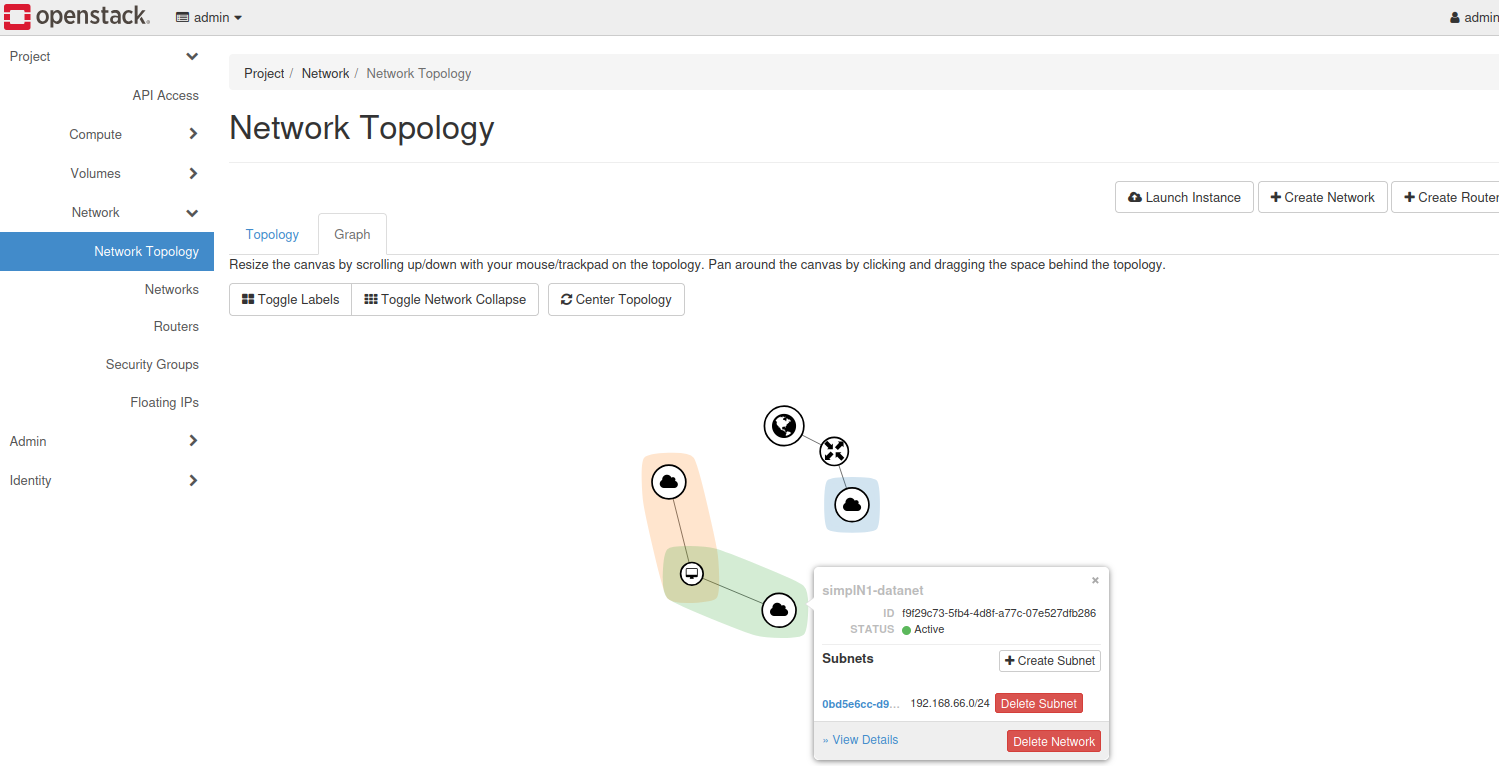 openstack. admin admin
Project
API Access
Compute
Volumes
Network
Network Topology
Networks
Routers
Security Groups
Floating IPs
Admin
Identity
Project / Network / Network Topology
Network Topology
Launch Instance Create Network Create Router
Topology Graph
Resize the canvas by scrolling up/down with your mouse/trackpad on the topology. Pan around the canvas by clicking and dragging the space behind the topology.
Toggle Labels Toggle Network Collapse Center Topology
×
simplN1-datanet
ID f9f29c73-5fb4-4d8f-a77c-07e527dfb286
STATUS Active
Subnets Create Subnet
0bd5e6cc-d9... 192.168.66.0/24 Delete Subnet
» View Details Delete Network